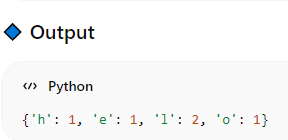 Output
Python
{'h': 1, 'e': 1, 'l': 2, 'o': 1}